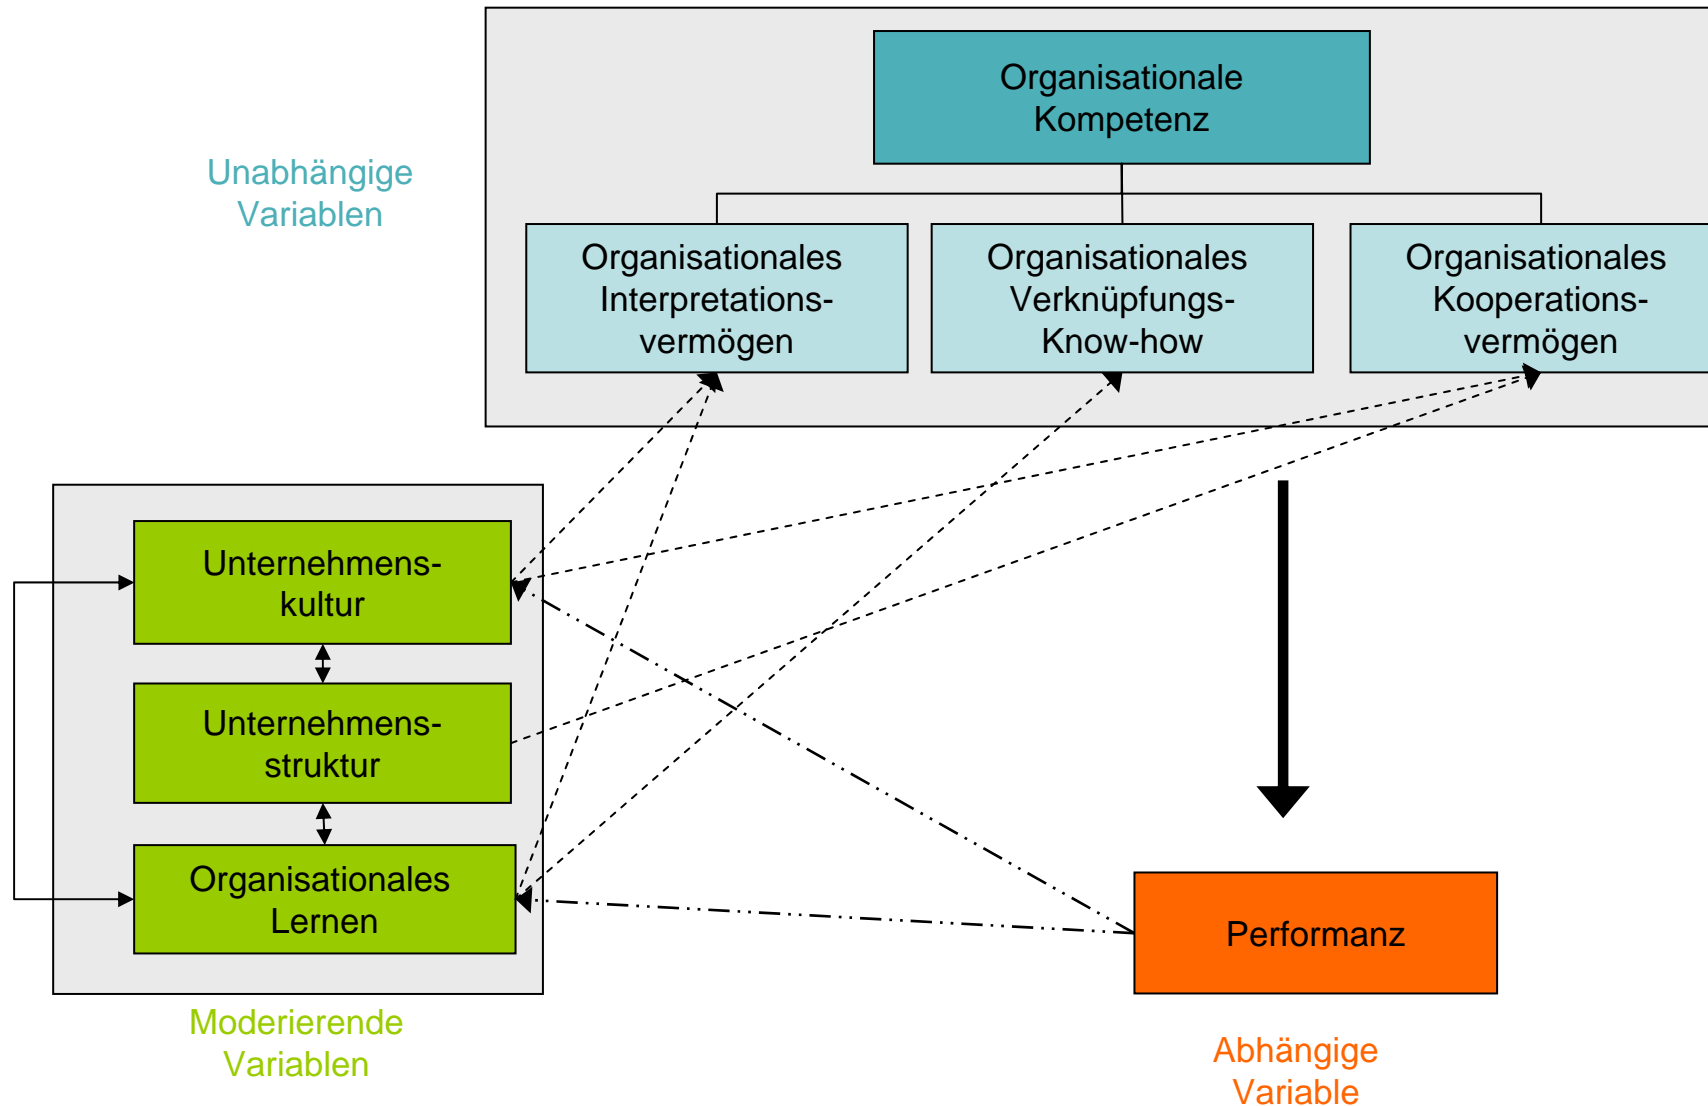 Organisationale
Kompetenz
Unabhängige
Variablen
Organisationales
Interpretations-
vermögen
Organisationales
Verknüpfungs-
Know-how
Organisationales
Kooperations-
vermögen
Unternehmens-
kultur
Unternehmens-
struktur
Organisationales
Lernen
Performanz
Moderierende
Variablen
Abhängige
Variable